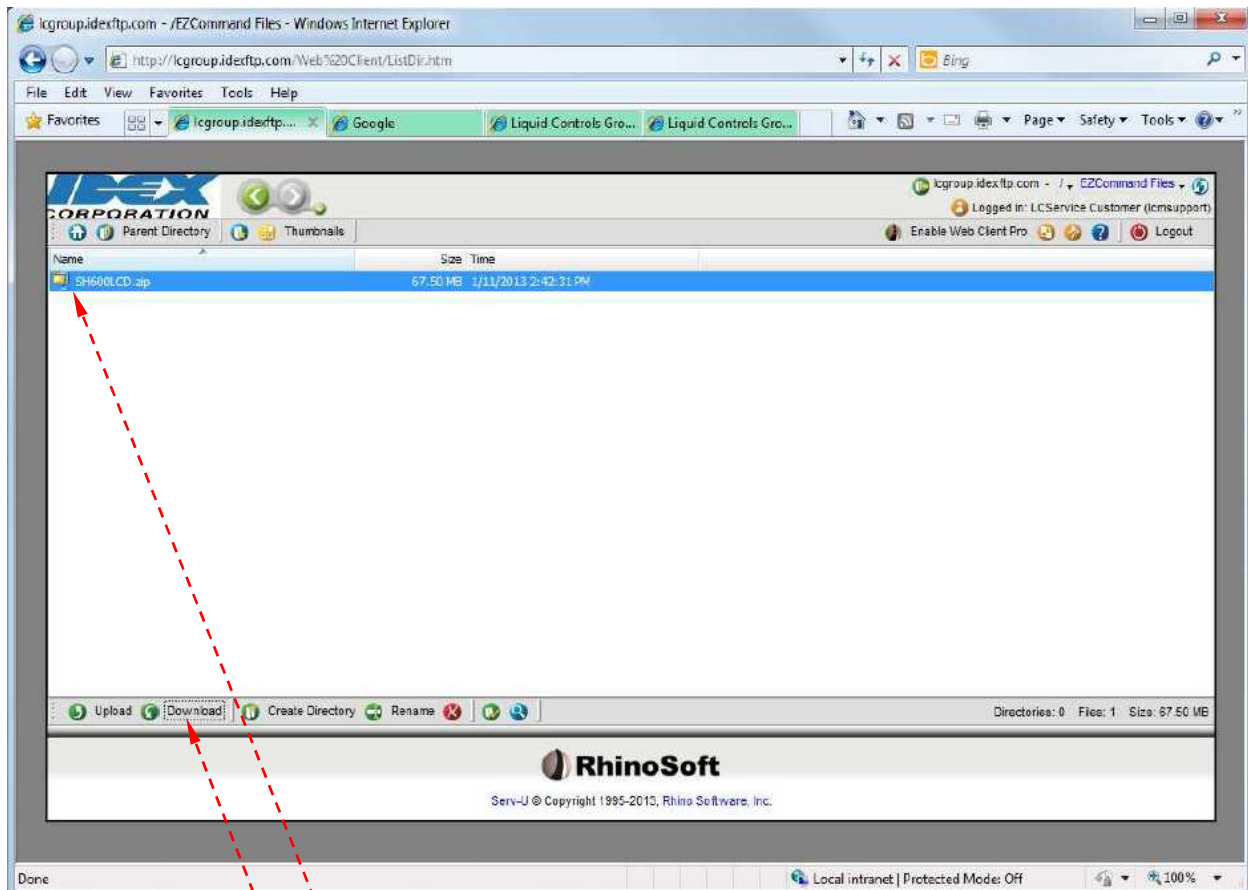 lcgroup.idexftp.com - /EZCommand Files - Windows Internet Explorer
http://lcgroup.idexftp.com/Web%20Client/ListDir.htm
Bing
File Edit View Favorites Tools Help
Favorites lcgroup.idexftp.... Google Liquid Controls Gro... Liquid Controls Gro... Page Safety Tools
IDEX CORPORATION
lcgroup.idexftp.com - / EZCommand Files
Logged in: LCService Customer (lcmsupport)
Parent Directory Thumbnails Enable Web Client Pro Logout
Name Size Time
SH600LCD.zip 67.50 MB 1/11/2013 2:42:31 PM
Upload Download Create Directory Rename Directories: 0 Files: 1 Size: 67.50 MB
RhinoSoft
Serv-U © Copyright 1995-2013, Rhino Software, Inc.
Done Local intranet | Protected Mode: Off 100%